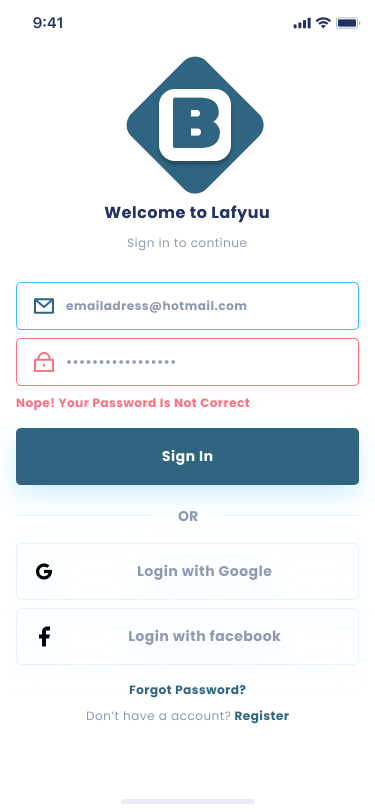 9:41
B
Welcome to Lafyuu
Sign in to continue
emailadress@hotmail.com
•••••••••••••••••
Nope! Your Password Is Not Correct
Sign In
OR
G Login with Google
f Login with facebook
Forgot Password?
Don’t have a account? Register